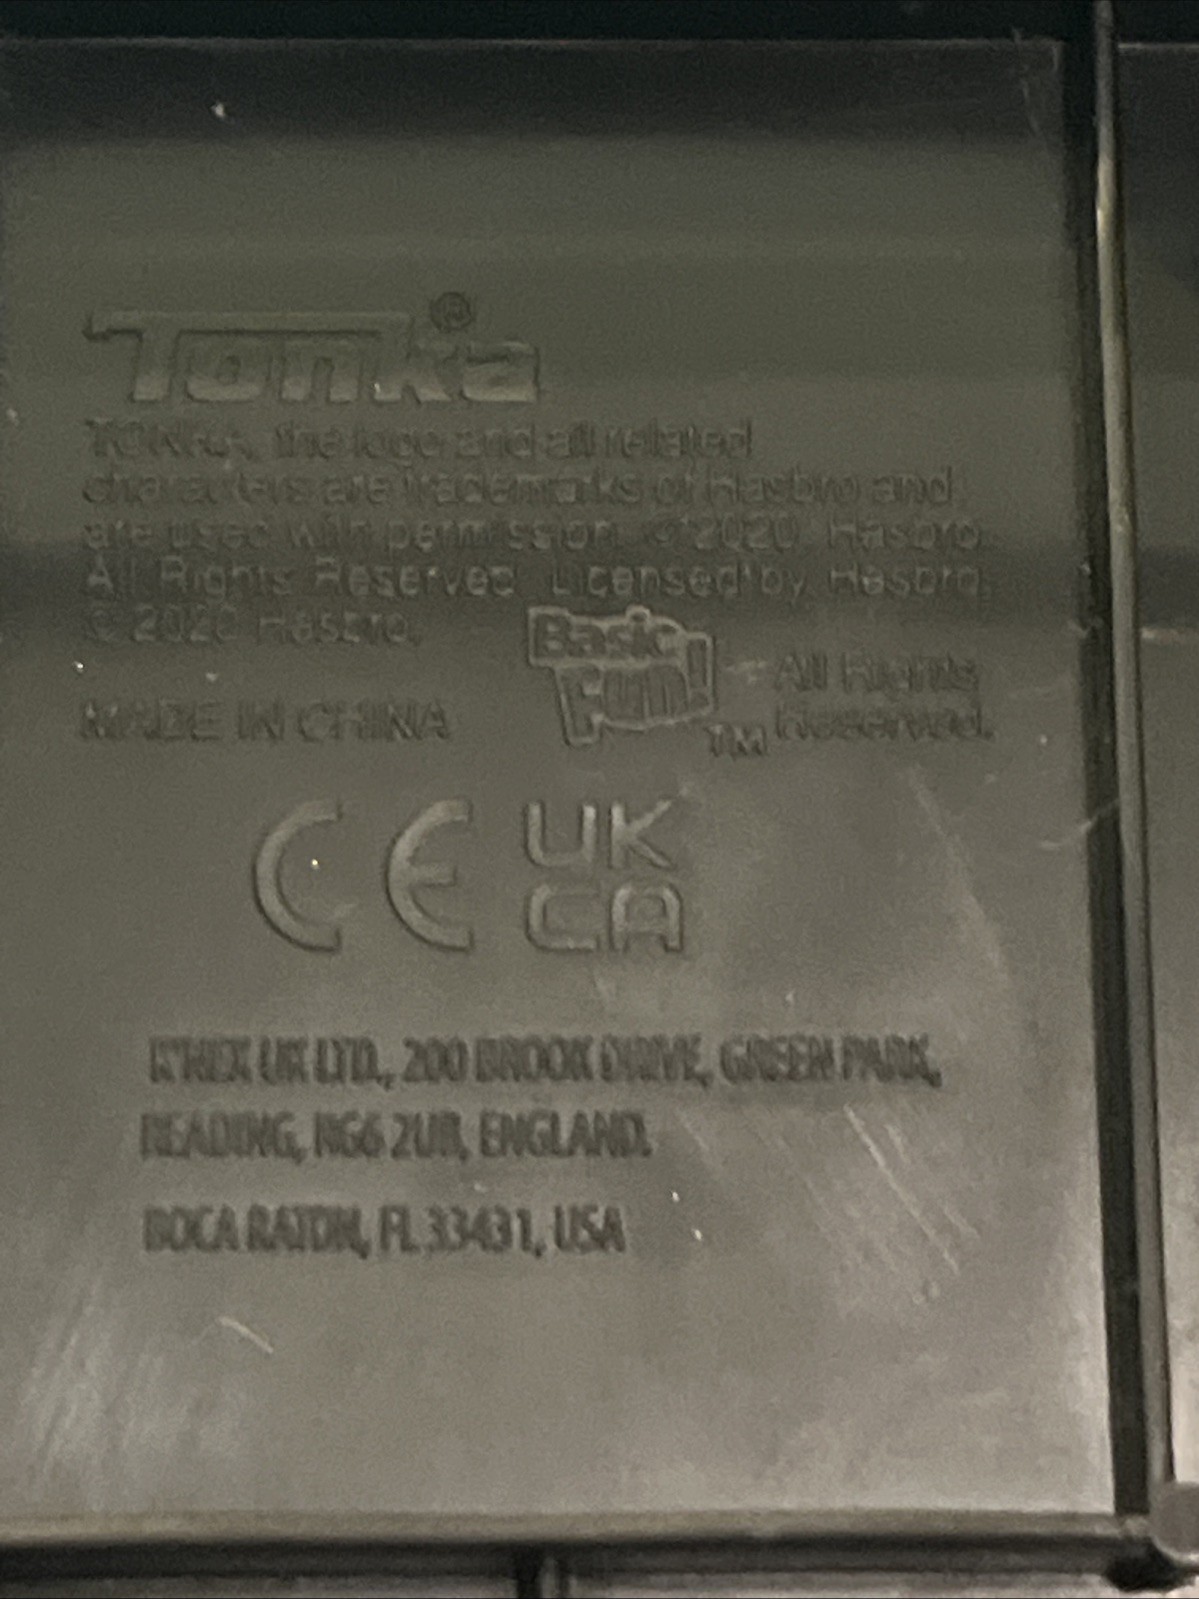 Tonka®
TONKA, the logo and all related
characters are trademarks of Hasbro and
are used with permission. © 2020 Hasbro.
All Rights Reserved. Licensed by Hasbro.
© 2020 Hasbro.
Basic Fun!™ All Rights Reserved.
MADE IN CHINA
CE UKCA
K'NEX UK LTD., 200 BROOK DRIVE, GREEN PARK,
READING, RG6 2UB, ENGLAND.
BOCA RATON, FL 33431, USA